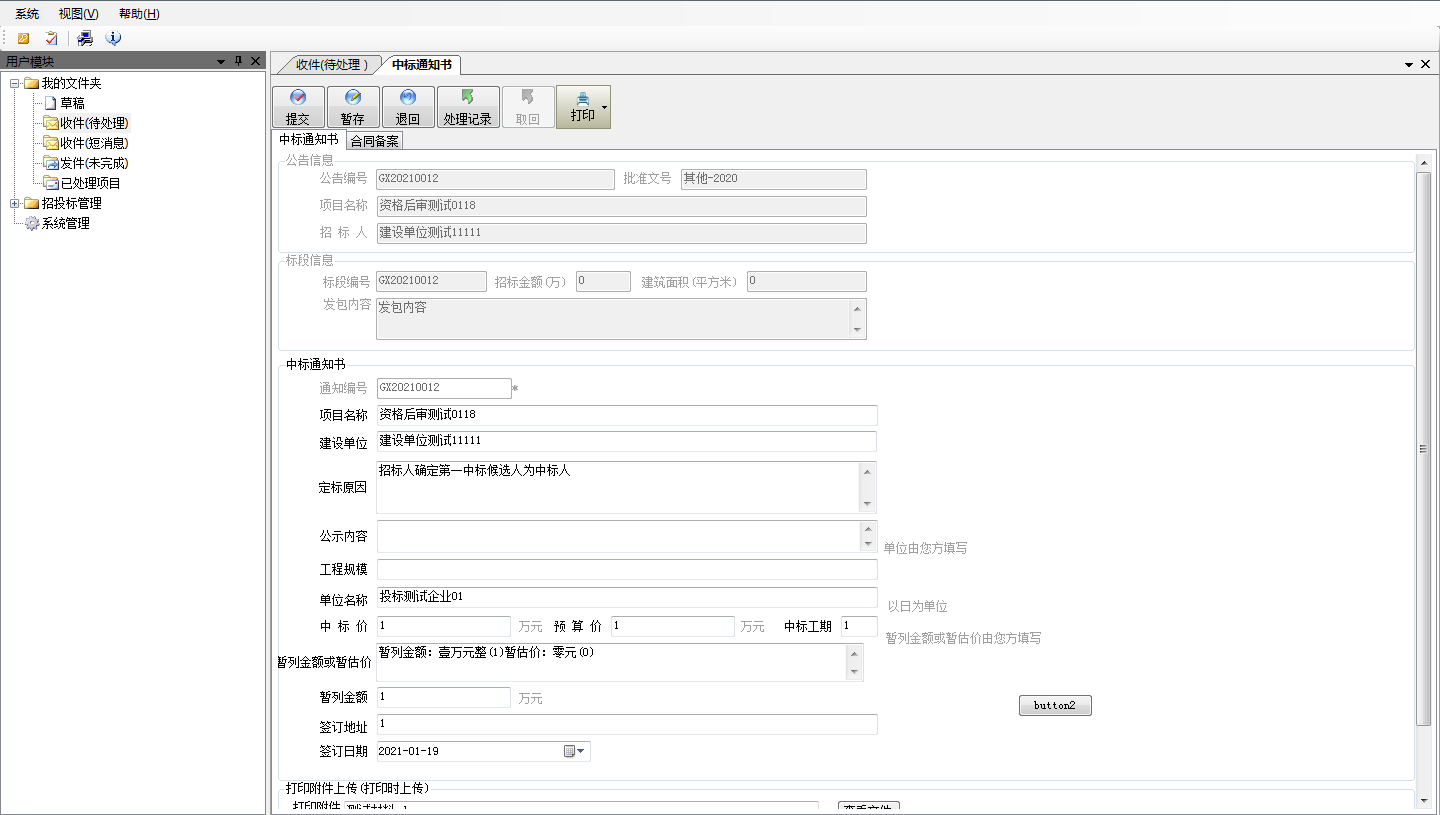 系统 视图(V) 帮助(H)
用户模块
我的文件夹
草稿
收件(待处理)
收件(短消息)
发件(未完成)
已处理项目
招投标管理
系统管理
收件(待处理 ) 中标通知书
提交 暂存 退回 处理记录 取回 打印
中标通知书 合同备案
公告信息
公告编号 GX20210012 批准文号 其他-2020
项目名称 资格后审测试0118
招 标 人 建设单位测试11111
标段信息
标段编号 GX20210012 招标金额(万) 0 建筑面积(平方米) 0
发包内容 发包内容
中标通知书
通知编号 GX20210012 *
项目名称 资格后审测试0118
建设单位 建设单位测试11111
定标原因 招标人确定第一中标候选人为中标人
公示内容 单位由您方填写
工程规模
单位名称 投标测试企业01 以日为单位
中 标 价 1 万元 预 算 价 1 万元 中标工期 1
暂列金额或暂估价由您方填写
暂列金额或暂估价 暂列金额: 壹万元整(1)暂估价: 零元(0)
暂列金额 1 万元 button2
签订地址 1
签订日期 2021-01-19
打印附件上传(打印时上传)
打印附件 测试材料 查看文件